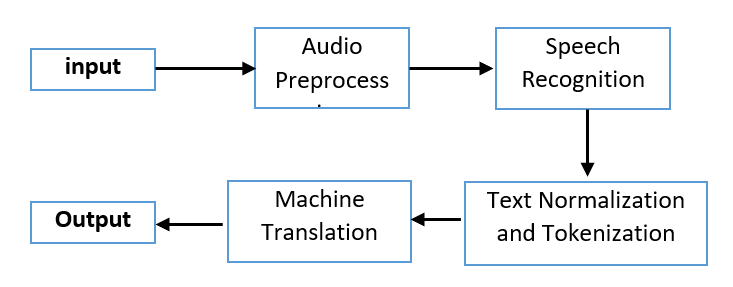 input
Audio
Preprocess
Speech
Recognition
Text Normalization
and Tokenization
Machine
Translation
Output